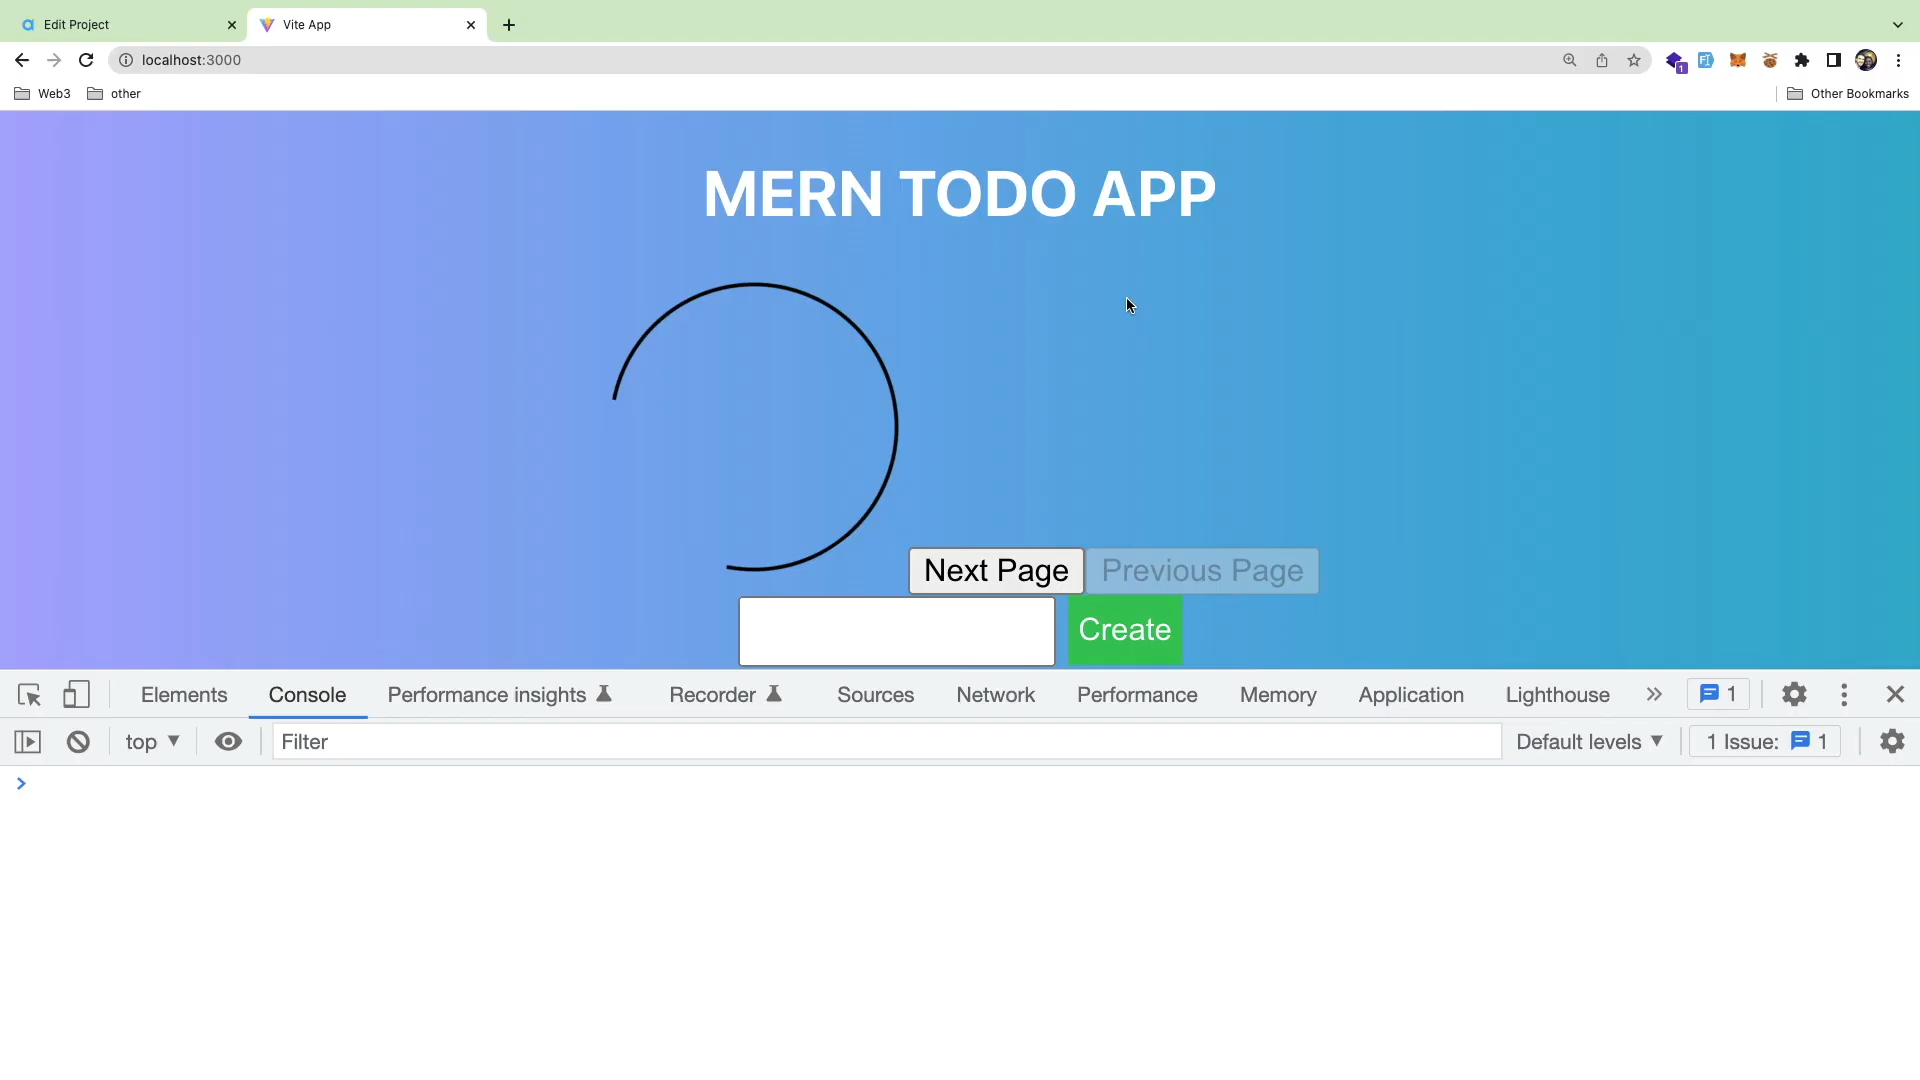 Edit Project
Vite App
localhost:3000
1
Web3
other
Other Bookmarks
MERN TODO APP
Next Page
Previous Page
Create
Elements
Console
Performance insights
Recorder
Sources
Network
Performance
Memory
Application
Lighthouse
1
top
Filter
Default levels
1 Issue:
1